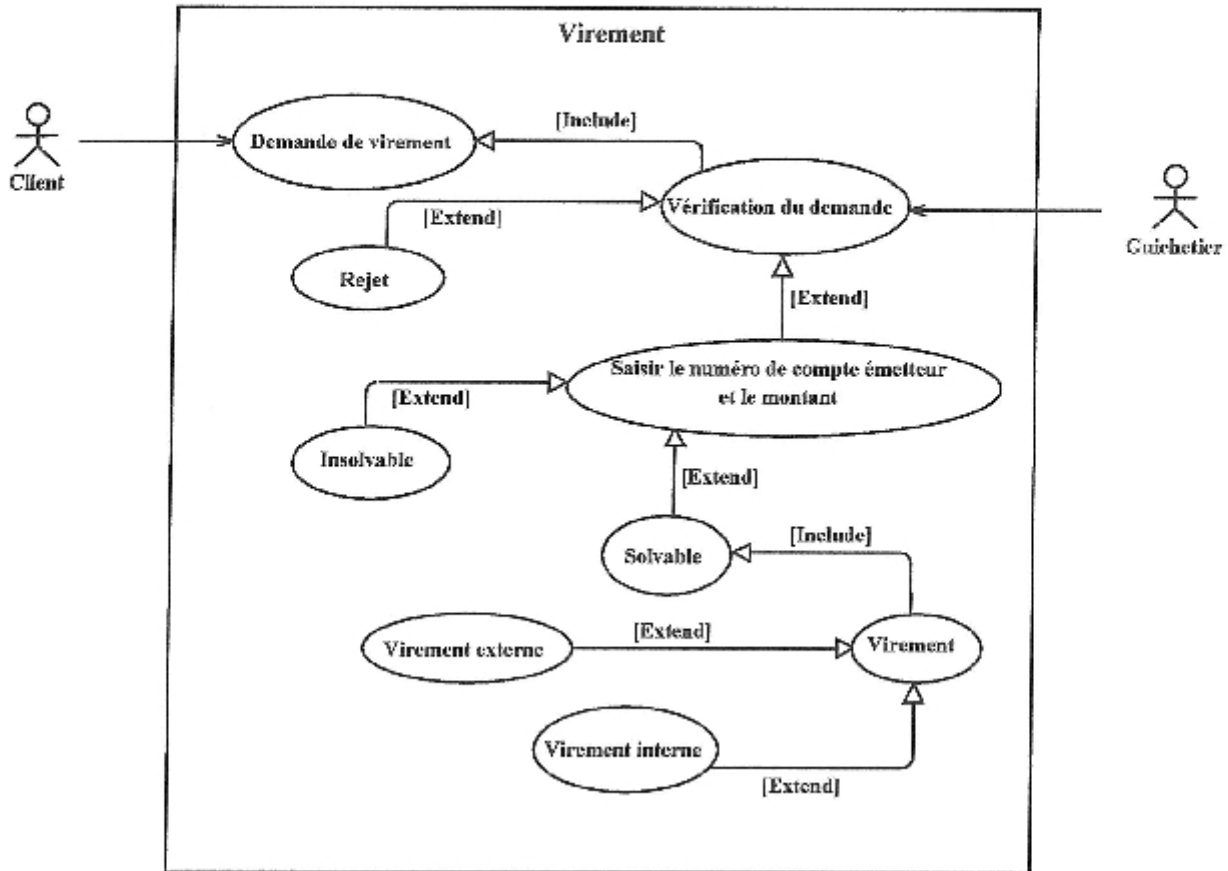 Virement
Demande de virement
[Include]
Client
[Extend]
Vérification du demande
Guichetier
Rejet
[Extend]
Saisir le numéro de compte émetteur
et le montant
[Extend]
Insolvable
[Extend]
Solvable
[Include]
Virement externe
[Extend]
Virement
Virement interne
[Extend]